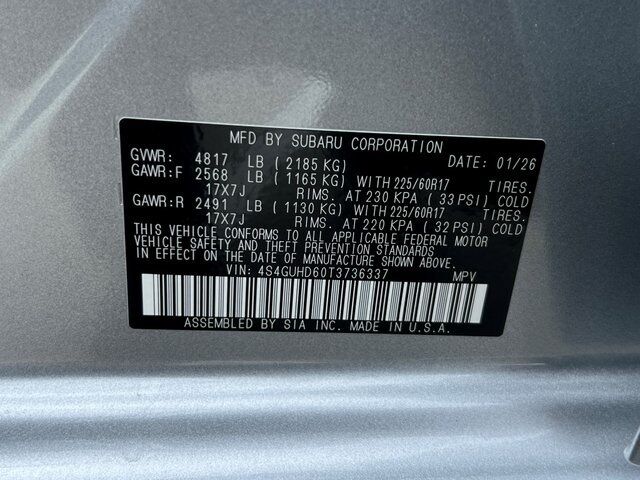 MFD BY SUBARU CORPORATION
GVWR: 4817 LB (2185 KG) DATE: 01/26
GAWR:F 2568 LB (1165 KG) WITH 225/60R17 TIRES.
17X7J RIMS. AT 230 KPA (33 PSI) COLD
GAWR:R 2491 LB (1130 KG) WITH 225/60R17 TIRES.
17X7J RIMS. AT 220 KPA (32 PSI) COLD
THIS VEHICLE CONFORMS TO ALL APPLICABLE FEDERAL MOTOR
VEHICLE SAFETY AND THEFT PREVENTION STANDARDS
IN EFFECT ON THE DATE OF MANUFACTURE SHOWN ABOVE.
VIN: 4S4GUHD60T3736337 MPV
ASSEMBLED BY SIA INC. MADE IN U.S.A.